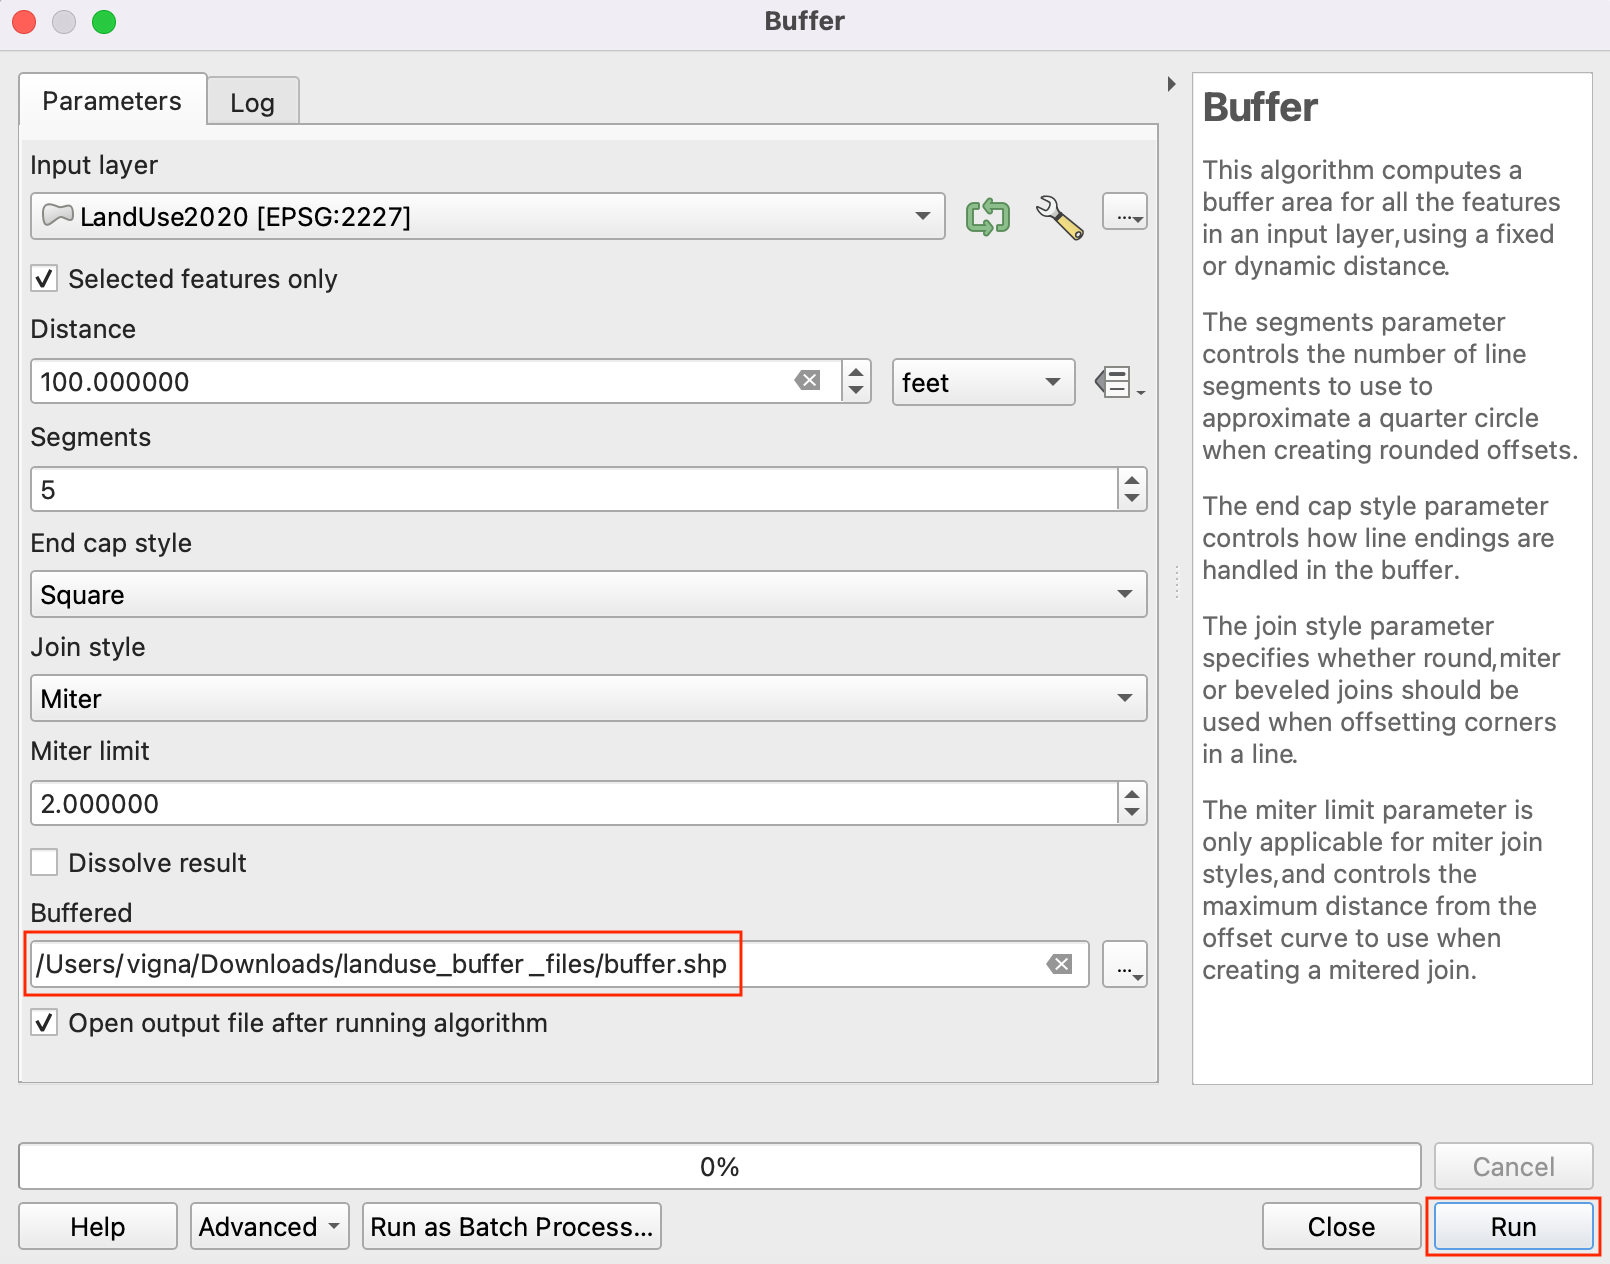 Buffer
Parameters
Log
Input layer
LandUse2020 [EPSG:2227]
...
Selected features only
Distance
100.000000
feet
Segments
5
End cap style
Square
Join style
Miter
Miter limit
2.000000
Dissolve result
Buffered
/Users/vigna/Downloads/landuse_buffer_files/buffer.shp
...
Open output file after running algorithm
Buffer
This algorithm computes a
buffer area for all the features
in an input layer,using a fixed
or dynamic distance.
The segments parameter
controls the number of line
segments to use to
approximate a quarter circle
when creating rounded offsets.
The end cap style parameter
controls how line endings are
handled in the buffer.
The join style parameter
specifies whether round,miter
or beveled joins should be
used when offsetting corners
in a line.
The miter limit parameter is
only applicable for miter join
styles,and controls the
maximum distance from the
offset curve to use when
creating a mitered join.
0%
Cancel
Help
Advanced
Run as Batch Process...
Close
Run